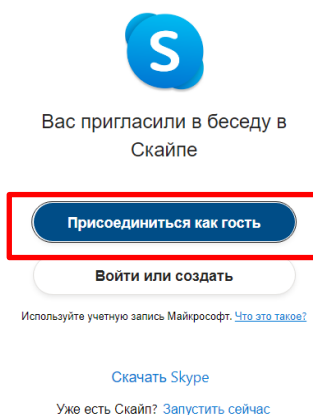 S
Вас пригласили в беседу в
Скайпе
Присоединиться как гость
Войти или создать
Используйте учетную запись Майкрософт. Что это такое?
Скачать Skype
Уже есть Скайп? Запустить сейчас